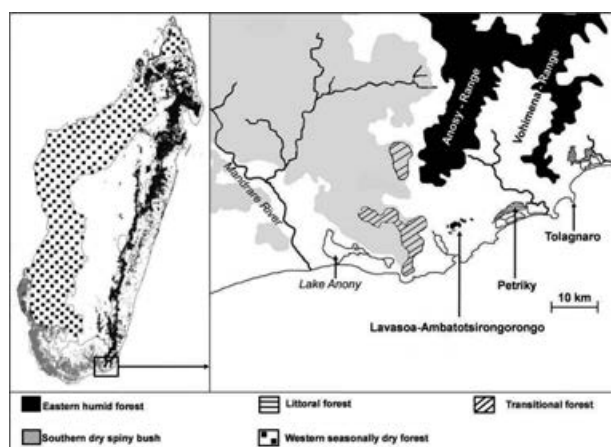 Anosy - Range
Vohimena - Range
Mandrare River
Tolagnaro
Petriky
Lake Anony
10 km
Lavasoa-Ambatotsirongorongo
Eastern humid forest
Littoral forest
Transitional forest
Southern dry spiny bush
Western seasonally dry forest